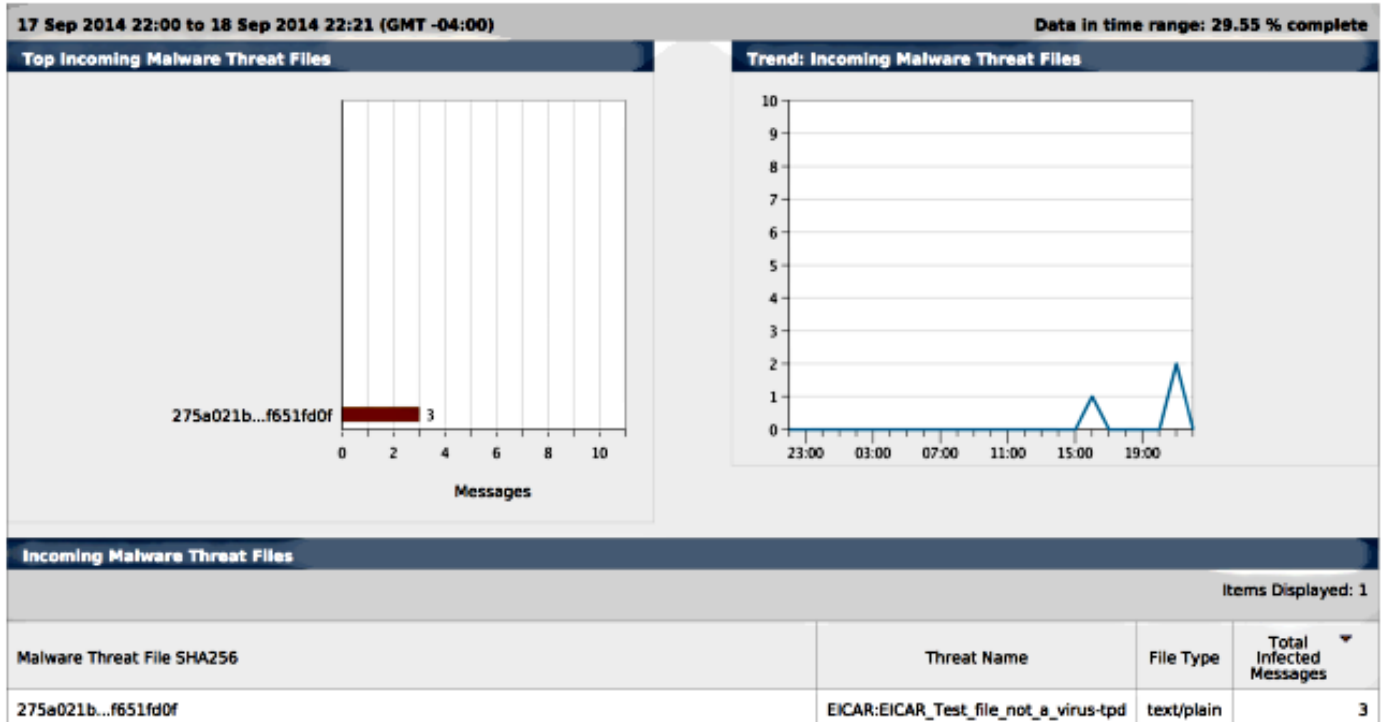 17 Sep 2014 22:00 to 18 Sep 2014 22:21 (GMT -04:00)
Data in time range: 29.55 % complete
Top Incoming Malware Threat Files
275a021b...f651fd0f
3
0 2 4 6 8 10
Messages
Trend: Incoming Malware Threat Files
10
9
8
7
6
5
4
3
2
1
0
23:00 03:00 07:00 11:00 15:00 19:00
Incoming Malware Threat Files
Items Displayed: 1
Malware Threat File SHA256
Threat Name
File Type
Total
Infected
Messages
275a021b...f651fd0f
EICAR:EICAR_Test_file_not_a_virus-tpd
text/plain
3